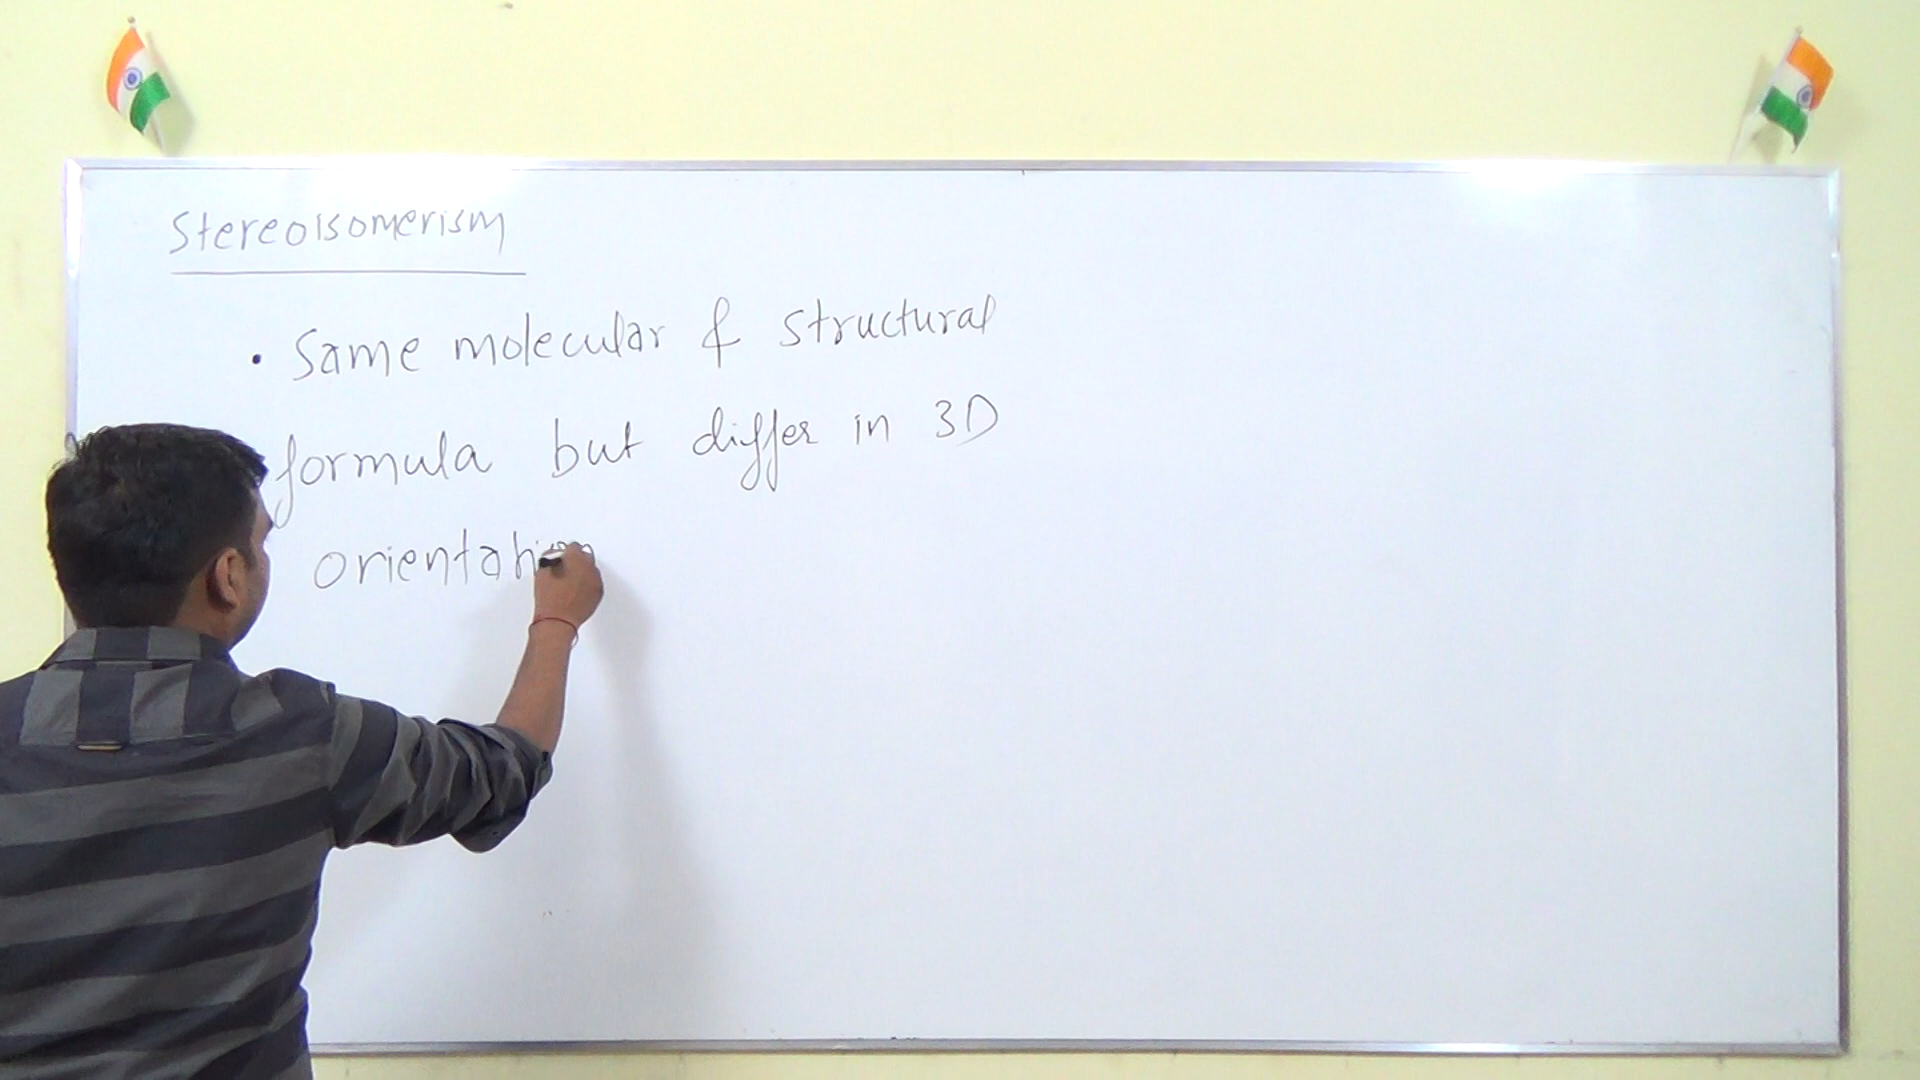 Stereoisomerism
• Same molecular & structural
formula but differ in 3D
orientation